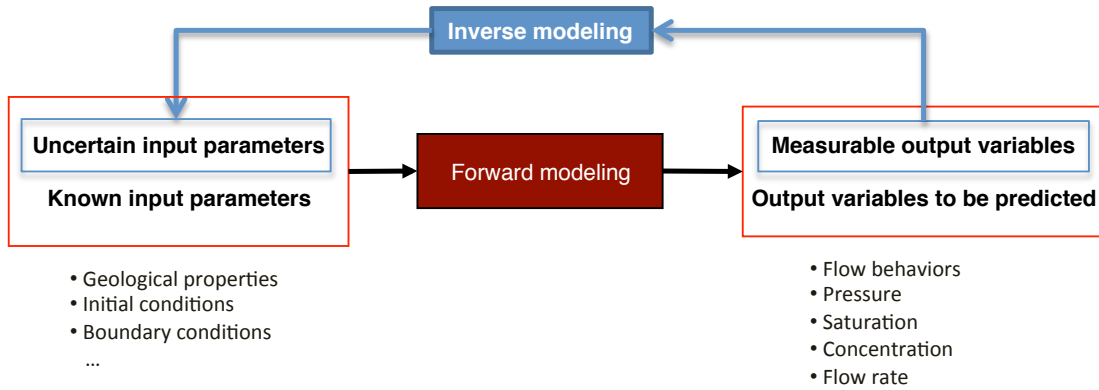 Inverse modeling
Uncertain input parameters
Known input parameters
Forward modeling
Measurable output variables
Output variables to be predicted
• Geological properties
• Initial conditions
• Boundary conditions
...
• Flow behaviors
• Pressure
• Saturation
• Concentration
• Flow rate